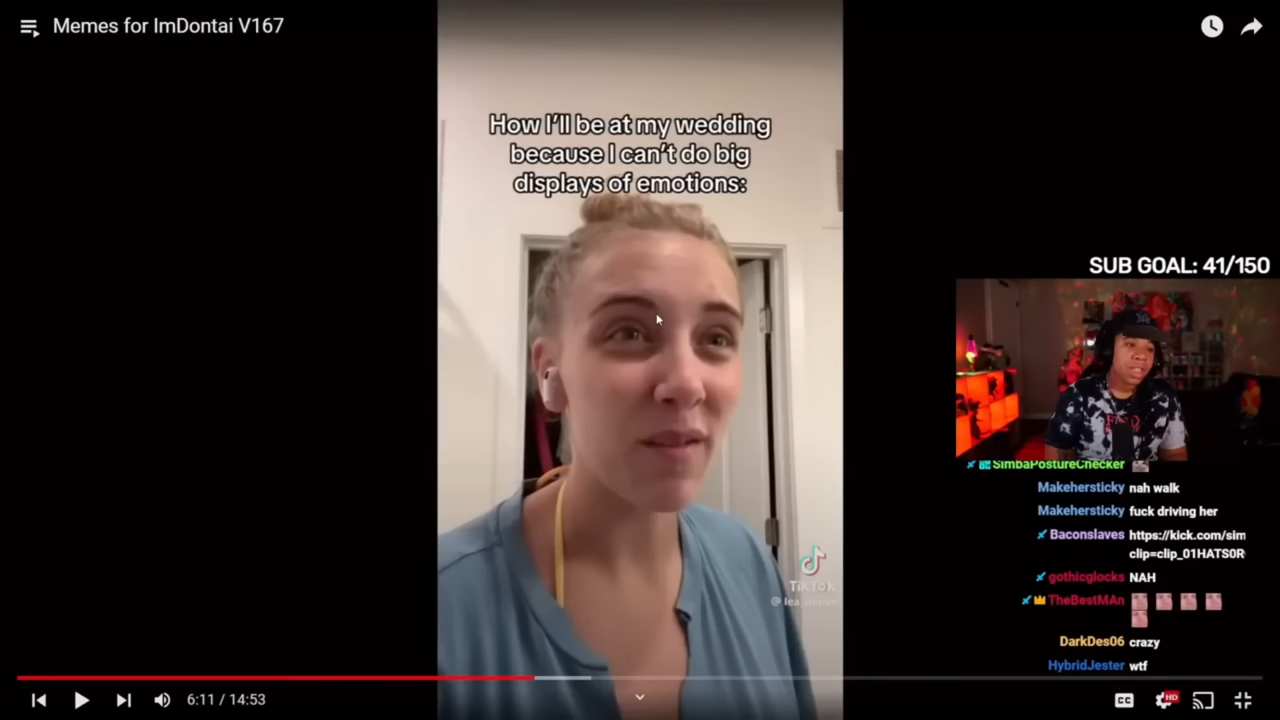 Memes for ImDontai V167
How I'll be at my wedding
because I can't do big
displays of emotions:
SUB GOAL: 41/150
SimbaPostureChecker
Makehersticky nah walk
Makehersticky fuck driving her
Baconslaves https://kick.com/sim
clip=clip_01HATS0R
gothicglocks NAH
TheBestMAn
DarkDes06 crazy
HybridJester wtf
TikTok
6:11 / 14:53
CC
HD